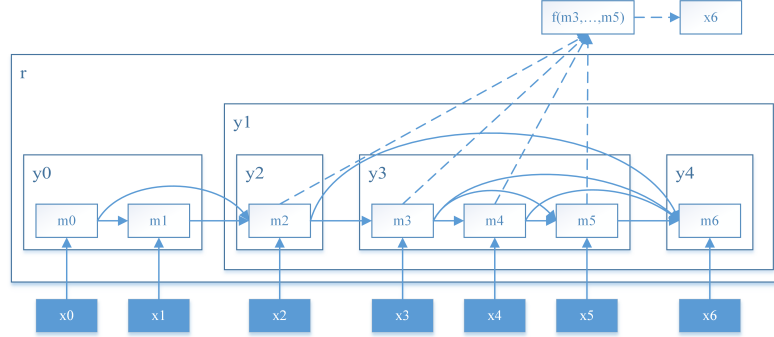 f(m3,...,m5) x6
r
y1
y0 y2 y3 y4
m0 m1 m2 m3 m4 m5 m6
x0 x1 x2 x3 x4 x5 x6